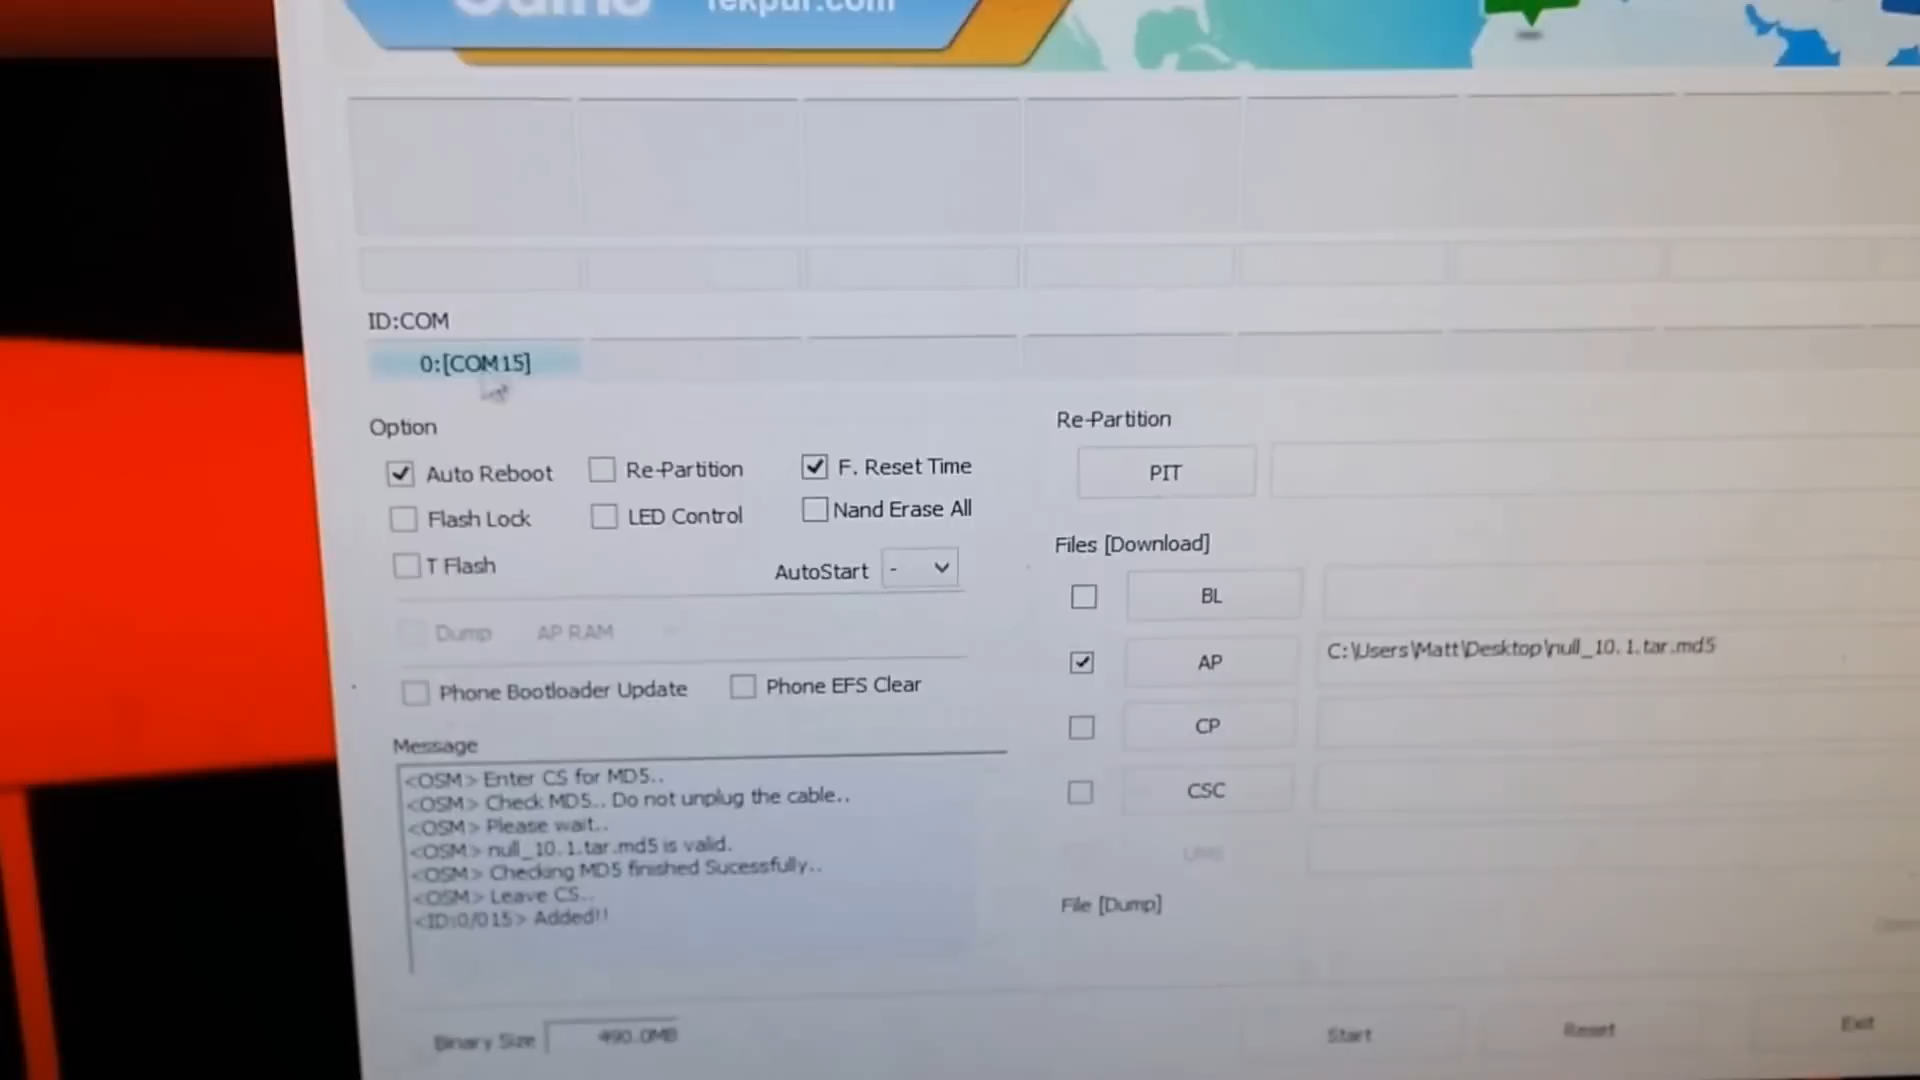 Odin3 Tekpur.com
ID:COM
0:[COM15]
Option
Auto Reboot
Re-Partition
F. Reset Time
Flash Lock
LED Control
Nand Erase All
T Flash
AutoStart -
Dump AP RAM
Phone Bootloader Update
Phone EFS Clear
Message
<OSM> Enter CS for MD5..
<OSM> Check MD5.. Do not unplug the cable..
<OSM> Please wait..
<OSM> null_10.1.tar.md5 is valid.
<OSM> Checking MD5 finished Sucessfully..
<OSM> Leave CS..
<ID:0/015> Added!!
Binary Size 490.0MB
Re-Partition
PIT
Files [Download]
BL
AP C:\Users\Matt\Desktop\null_10.1.tar.md5
CP
CSC
UMS
File [Dump]
Start
Reset
Exit